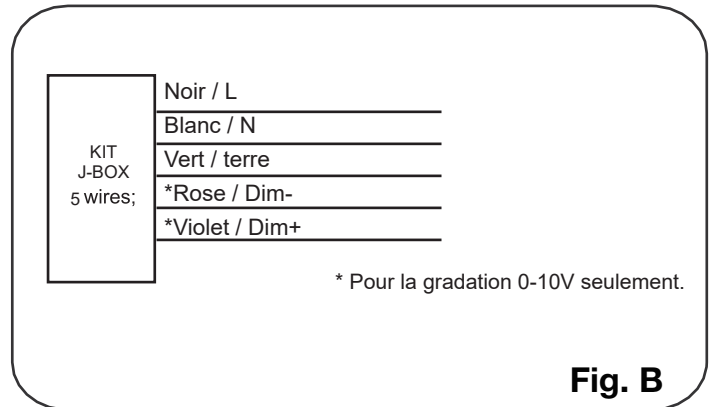 KIT
J-BOX
5 wires;
Noir / L
Blanc / N
Vert / terre
*Rose / Dim-
*Violet / Dim+
* Pour la gradation 0-10V seulement.
Fig. B